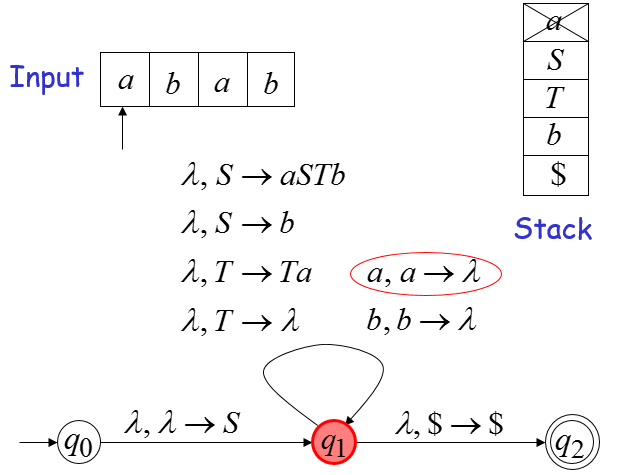 Input a b a b
a
S
T
b
$
Stack
λ, S → aSTb
λ, S → b
λ, T → Ta a, a → λ
λ, T → λ b, b → λ
q0 λ, λ → S q1 λ, $ → $ q2